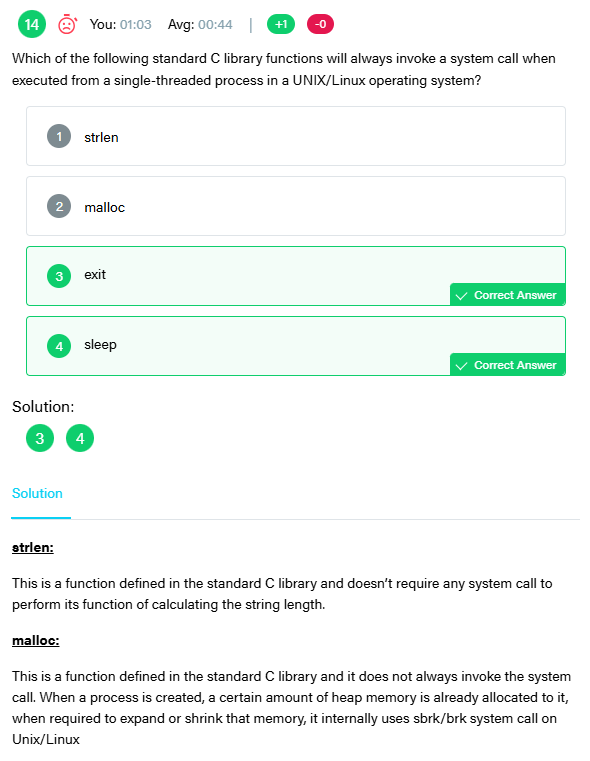 14 You: 01:03 Avg: 00:44 | +1 -0
Which of the following standard C library functions will always invoke a system call when
executed from a single-threaded process in a UNIX/Linux operating system?
1 strlen
2 malloc
3 exit
Correct Answer
4 sleep
Correct Answer
Solution:
3 4
Solution
strlen:
This is a function defined in the standard C library and doesn't require any system call to
perform its function of calculating the string length.
malloc:
This is a function defined in the standard C library and it does not always invoke the system
call. When a process is created, a certain amount of heap memory is already allocated to it,
when required to expand or shrink that memory, it internally uses sbrk/brk system call on
Unix/Linux